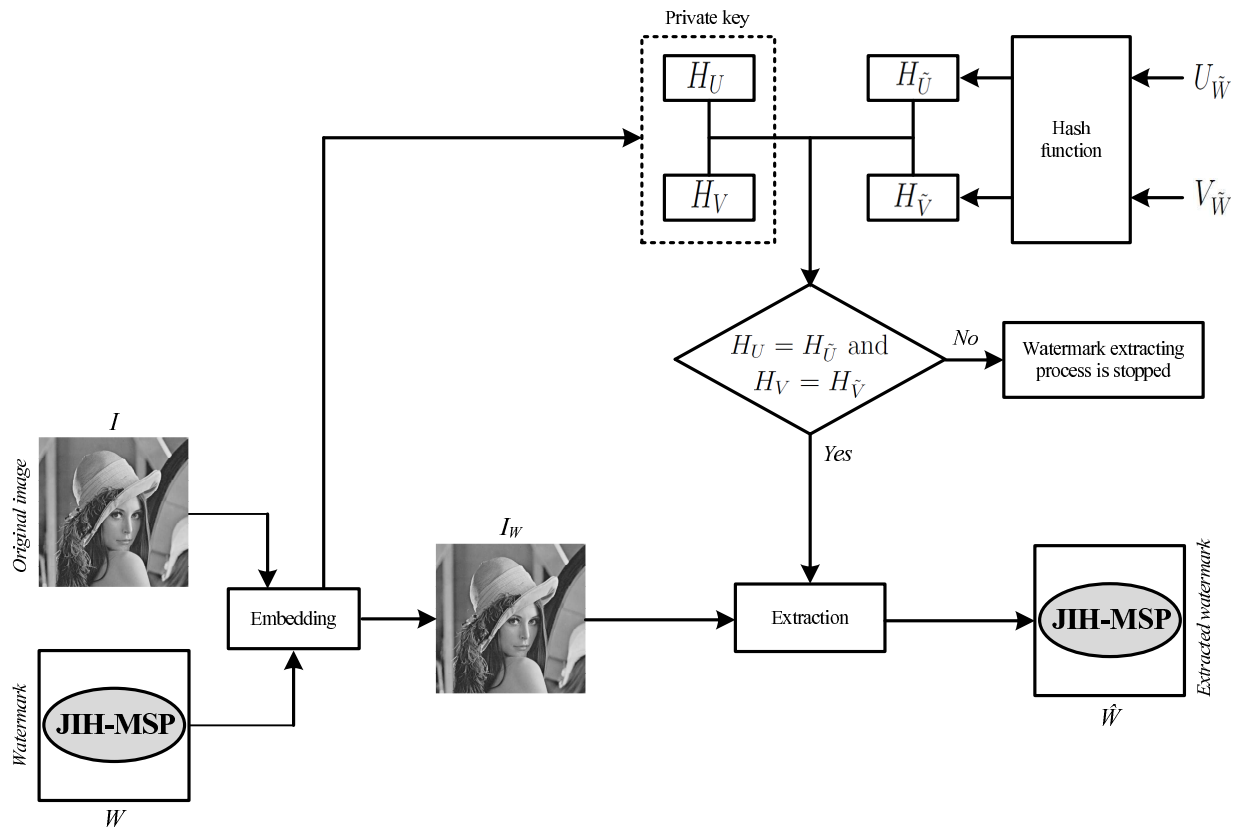 Private key
H_U
H_Ũ
U_W̃
Hash
function
H_V
H_Ṽ
V_W̃
H_U = H_Ũ and
H_V = H_Ṽ
No
Watermark extracting
process is stopped
Yes
I
Original image
I_W
Embedding
Extraction
JIH-MSP
Extracted watermark
Ŵ
Watermark
JIH-MSP
W